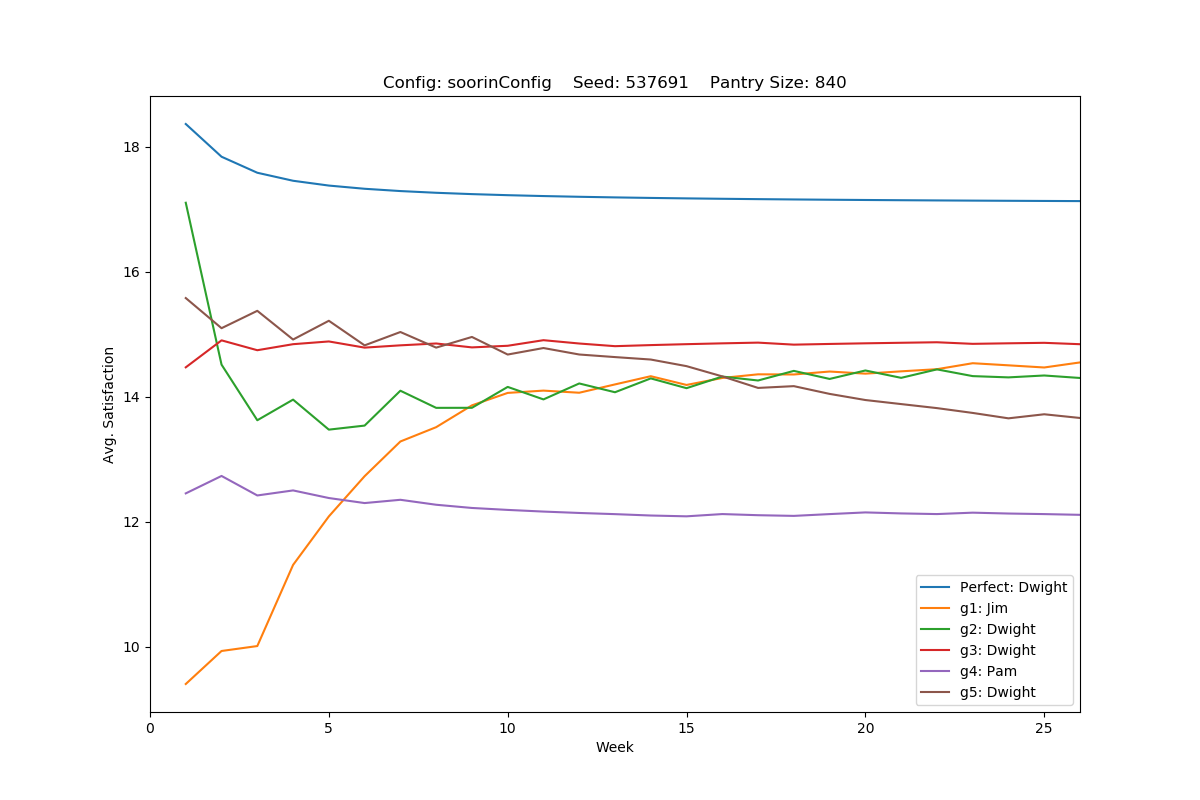 Config: soorinConfig    Seed: 537691    Pantry Size: 840
18
16
14
12
10
Avg. Satisfaction
0 5 10 15 20 25
Week
Perfect: Dwight
g1: Jim
g2: Dwight
g3: Dwight
g4: Pam
g5: Dwight